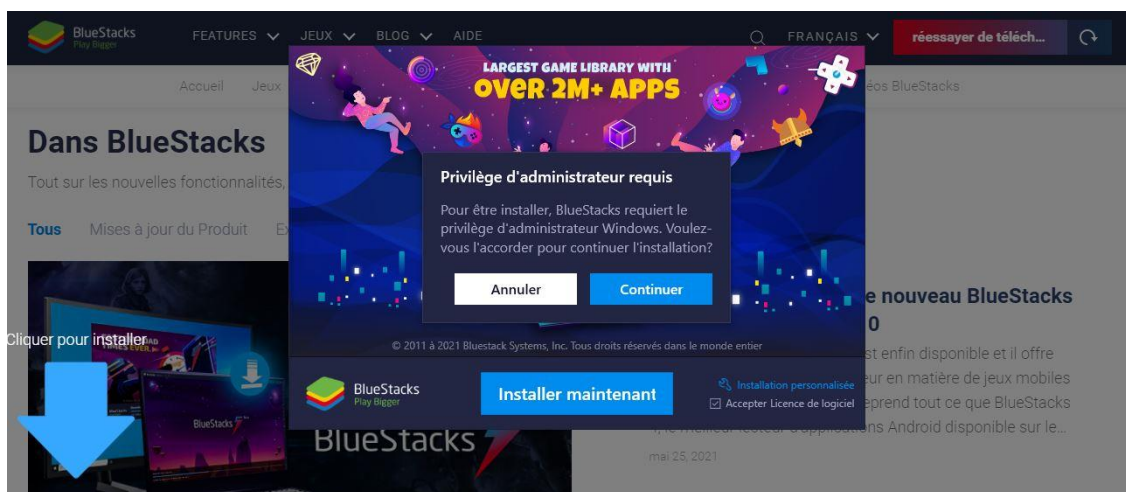 BlueStacks
Play Bigger
FEATURES
JEUX
BLOG
AIDE
FRANÇAIS
réessayer de téléch...
Accueil
Jeux
éos BlueStacks
LARGEST GAME LIBRARY WITH
OVER 2M+ APPS
Dans BlueStacks
Tout sur les nouvelles fonctionnalités,
Tous
Mises à jour du Produit
Privilège d'administrateur requis
Pour être installer, BlueStacks requiert le
privilège d'administrateur Windows. Voulez-
vous l'accorder pour continuer l'installation?
Annuler
Continuer
© 2011 à 2021 Bluestack Systems, Inc. Tous droits réservés dans le monde entier
BlueStacks
Play Bigger
Installer maintenant
Installation personnalisée
Accepter Licence de logiciel
Cliquer pour installer
BlueStacks
BlueStacks
e nouveau BlueStacks
0
st enfin disponible et il offre
eur en matière de jeux mobiles
eprend tout ce que BlueStacks
d'applications Android disponible sur le...
mai 25, 2021